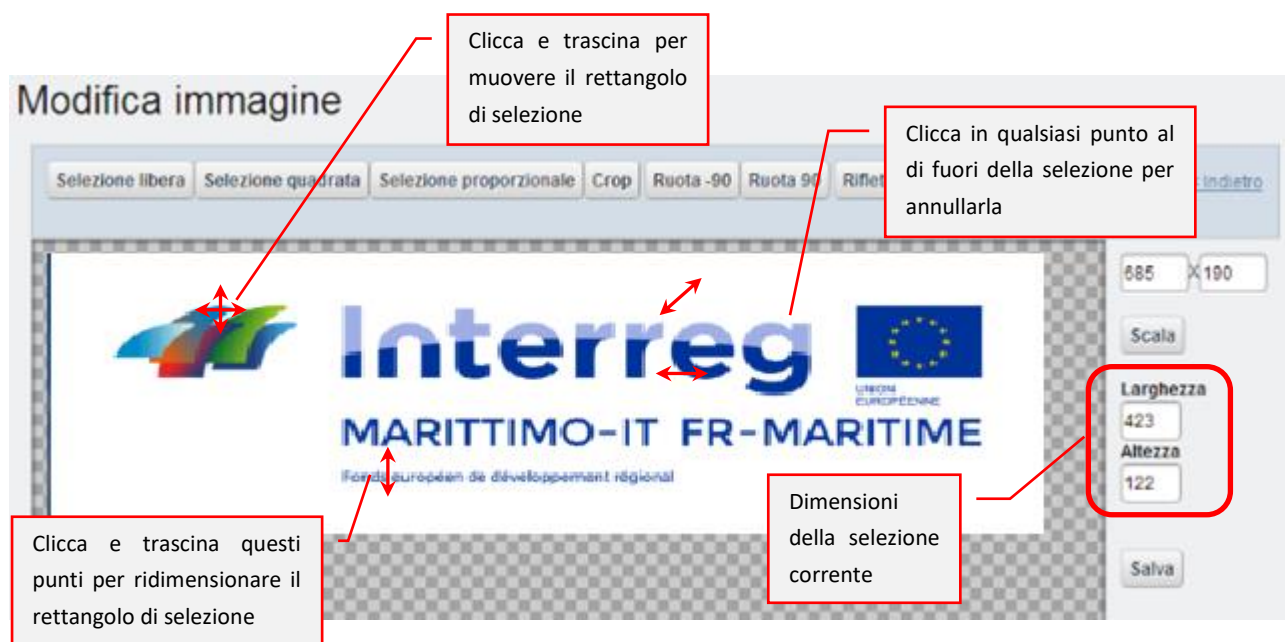 Clicca e trascina per
muovere il rettangolo
di selezione
Modifica immagine
Clicca in qualsiasi punto al
di fuori della selezione per
annullarla
Selezione libera Selezione quadrata Selezione proporzionale Crop Ruota -90 Ruota 90 Riflet
Indietro
685 X 190
Interreg
Scala
UNION
EUROPÉENNE
Larghezza
423
MARITTIMO-IT FR-MARITIME
Altezza
122
Fonds européen de développement régional
Dimensioni
della selezione
corrente
Clicca e trascina questi
punti per ridimensionare il
rettangolo di selezione
Salva